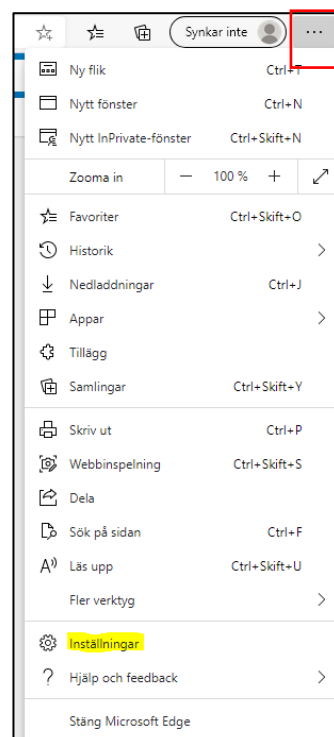 Synkar inte
Ny flik Ctrl+T
Nytt fönster Ctrl+N
Nytt InPrivate-fönster Ctrl+Skift+N
Zooma in — 100 % +
Favoriter Ctrl+Skift+O
Historik
Nedladdningar Ctrl+J
Appar
Tillägg
Samlingar Ctrl+Skift+Y
Skriv ut Ctrl+P
Webbinspelning Ctrl+Skift+S
Dela
Sök på sidan Ctrl+F
Läs upp Ctrl+Skift+U
Fler verktyg
Inställningar
Hjälp och feedback
Stäng Microsoft Edge